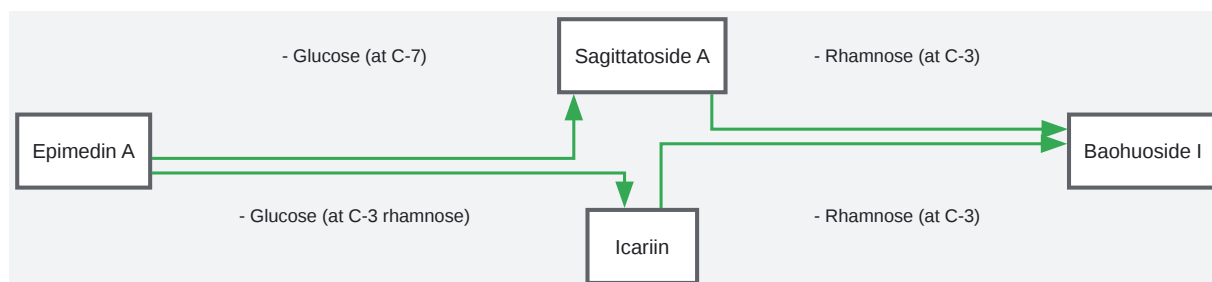 - Glucose (at C-7)
Sagittatoside A
- Rhamnose (at C-3)
Epimedin A
Baohuoside I
- Glucose (at C-3 rhamnose)
Icariin
- Rhamnose (at C-3)